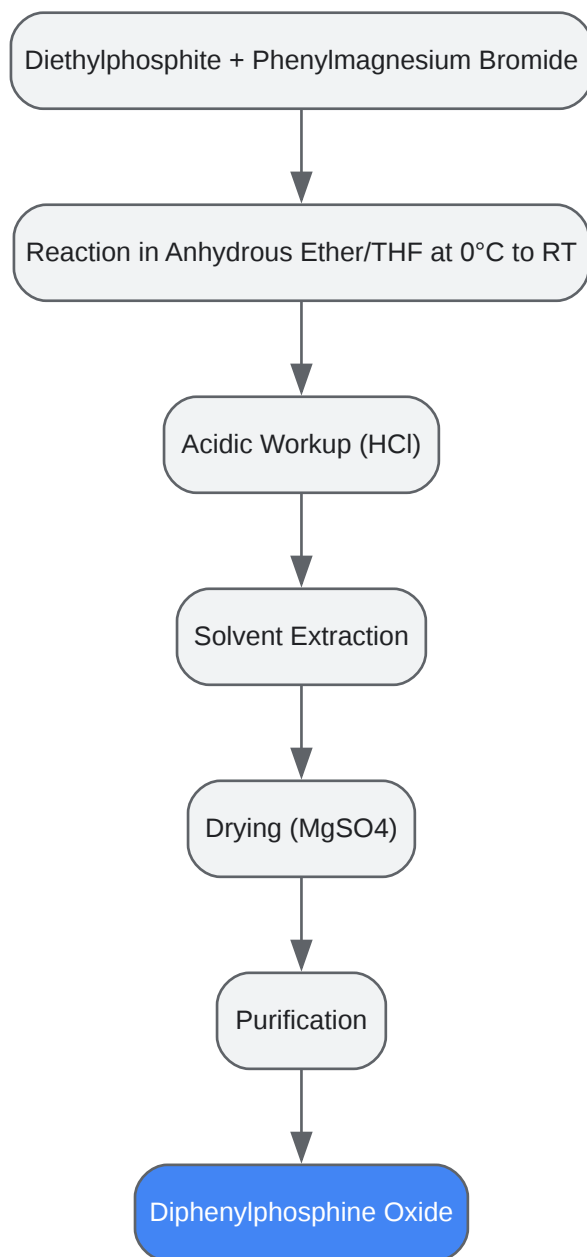 Diethylphosphite + Phenylmagnesium Bromide
Reaction in Anhydrous Ether/THF at 0°C to RT
Acidic Workup (HCl)
Solvent Extraction
Drying (MgSO4)
Purification
Diphenylphosphine Oxide